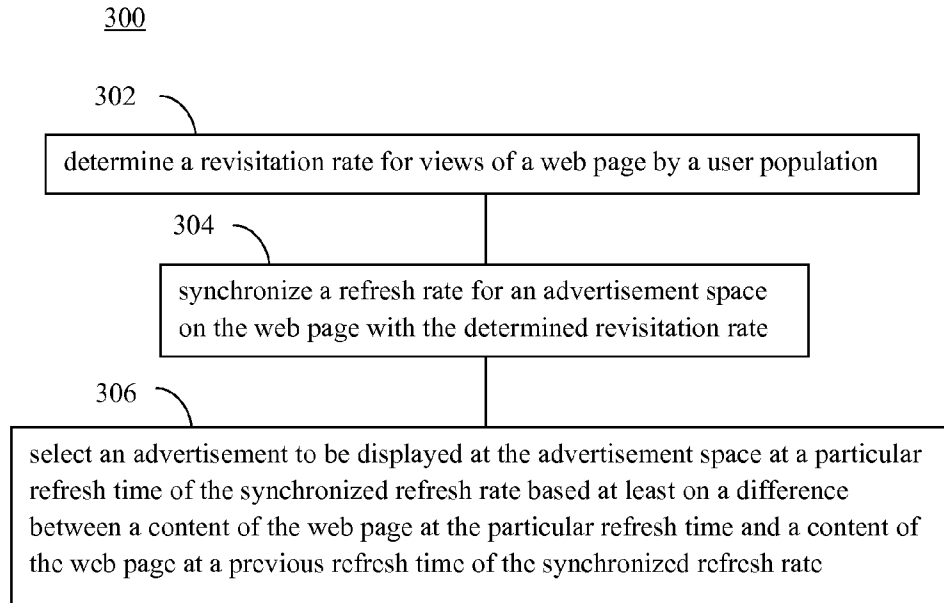 300
302
determine a revisitation rate for views of a web page by a user population
304
synchronize a refresh rate for an advertisement space
on the web page with the determined revisitation rate
306
select an advertisement to be displayed at the advertisement space at a particular
refresh time of the synchronized refresh rate based at least on a difference
between a content of the web page at the particular refresh time and a content of
the web page at a previous refresh time of the synchronized refresh rate